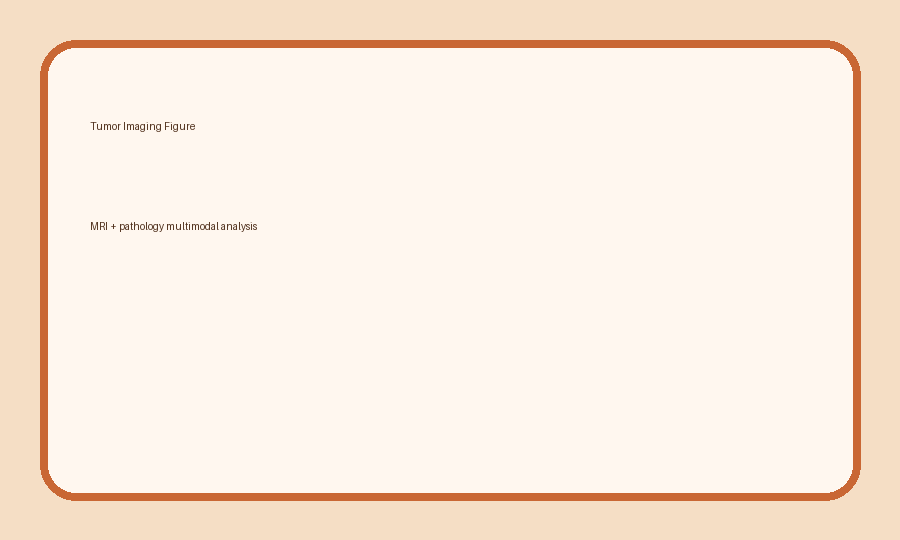 Tumor Imaging Figure
MRI + pathology multimodal analysis